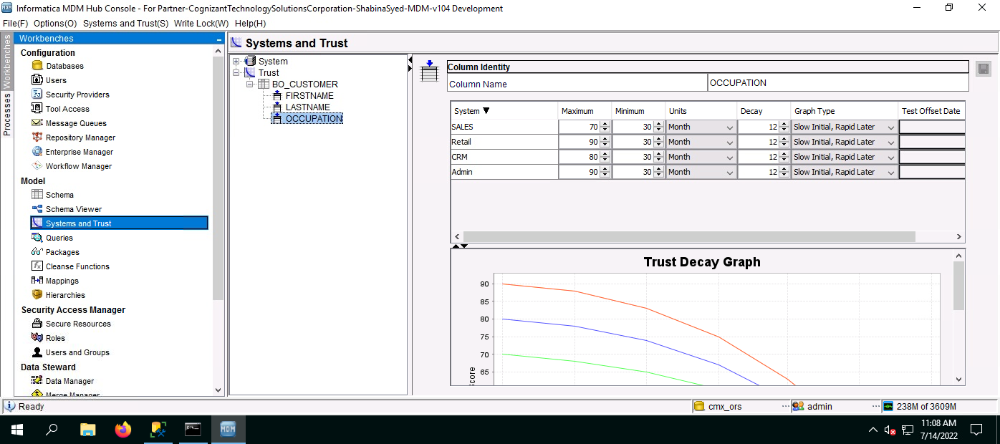 Informatica MDM Hub Console - For Partner-CognizantTechnologySolutionsCorporation-ShabinaSyed-MDM-v104 Development
File(F) Options(O) Systems and Trust(S) Write Lock(W) Help(H)
Workbenches
Processes
Workbenches
Configuration
Databases
Users
Security Providers
Tool Access
Message Queues
Repository Manager
Enterprise Manager
Workflow Manager
Model
Schema
Schema Viewer
Systems and Trust
Queries
Packages
Cleanse Functions
Mappings
Hierarchies
Security Access Manager
Secure Resources
Roles
Users and Groups
Data Steward
Data Manager
Merge Manager
Systems and Trust
System
Trust
BO_CUSTOMER
FIRSTNAME
LASTNAME
OCCUPATION
Column Identity
Column Name OCCUPATION
System ▼ Maximum Minimum Units Decay Graph Type Test Offset Date
SALES 70 30 Month 12 Slow Initial, Rapid Later
Retail 90 30 Month 12 Slow Initial, Rapid Later
CRM 80 30 Month 12 Slow Initial, Rapid Later
Admin 90 30 Month 12 Slow Initial, Rapid Later
Trust Decay Graph
90
85
80
75
70
65
core
Ready cmx_ors ... admin ... 238M of 3609M
MDM
11:08 AM
7/14/2022